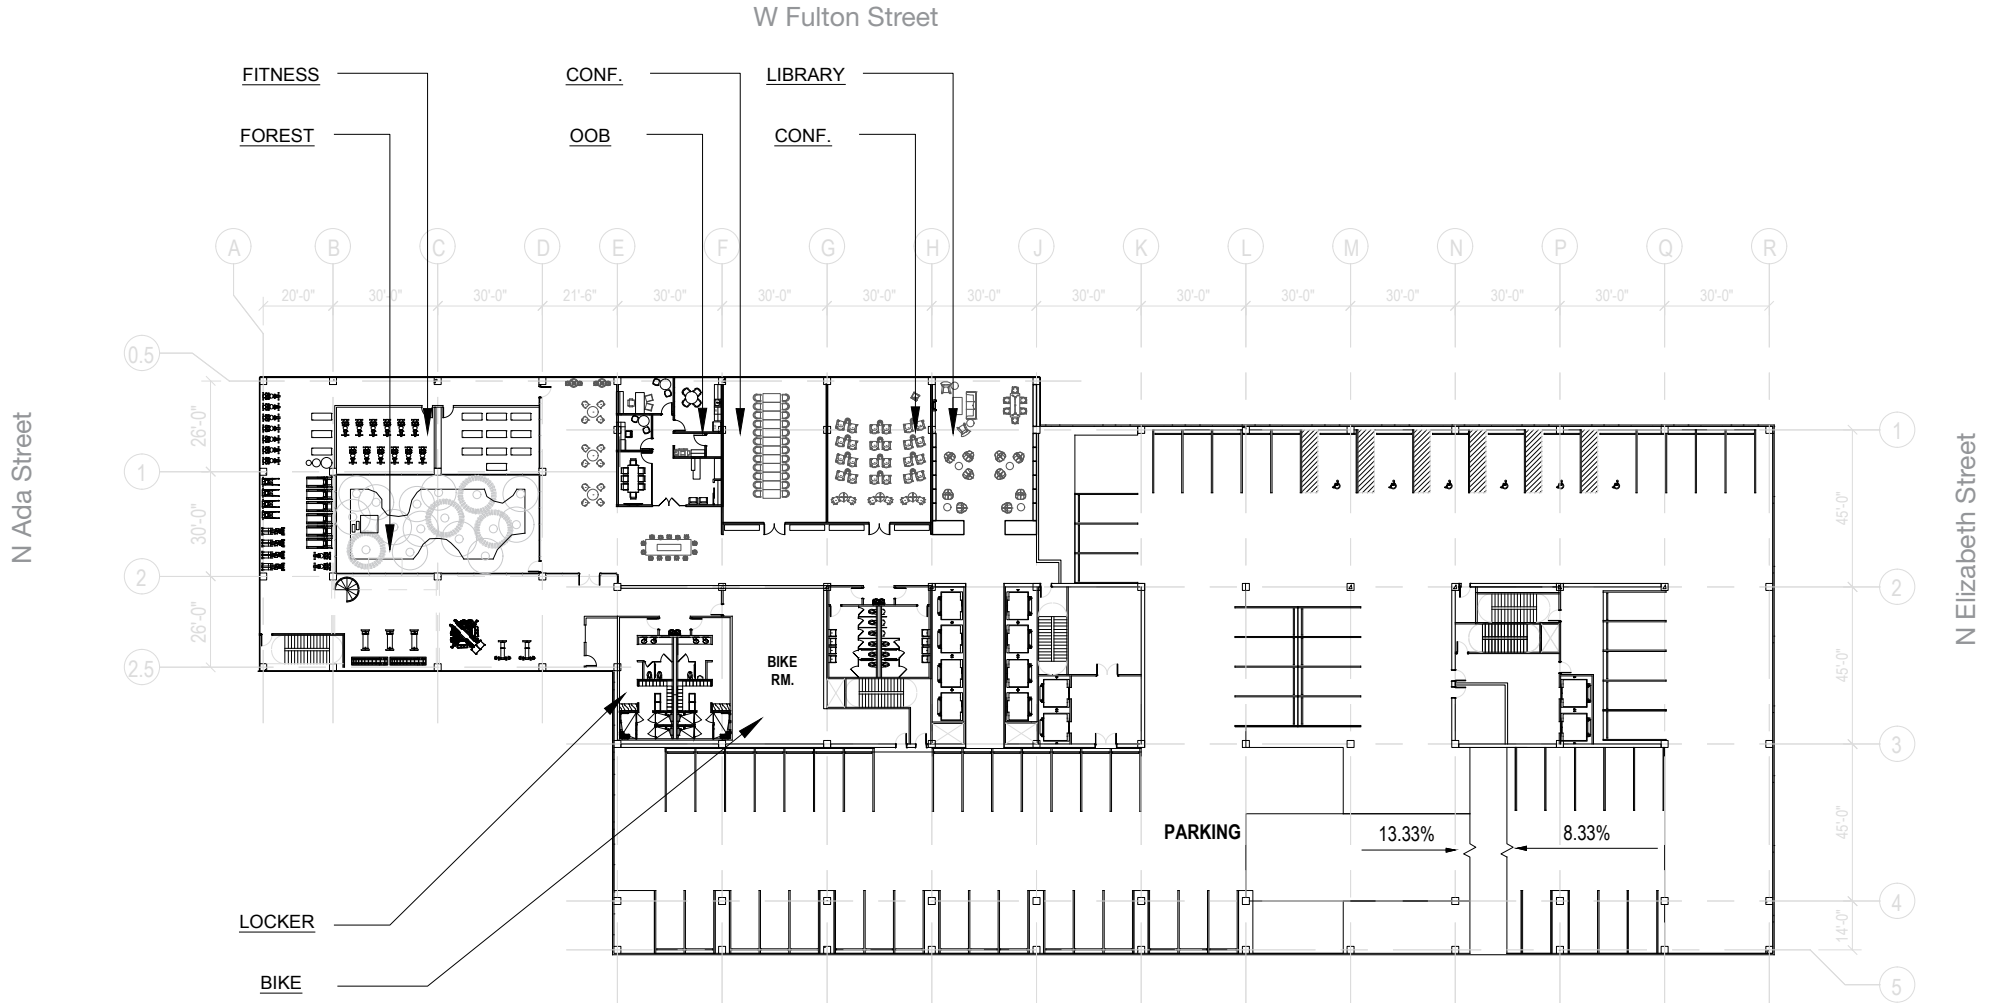 W Fulton Street
FITNESS
CONF.
LIBRARY
FOREST
OOB
CONF.
A
B
C
D
E
F
G
H
J
K
L
M
N
P
Q
R
20'-0"
30'-0"
30'-0"
21'-6"
30'-0"
30'-0"
30'-0"
30'-0"
30'-0"
30'-0"
30'-0"
30'-0"
30'-0"
30'-0"
30'-0"
0.5
1
2
2.5
26'-0"
30'-0"
26'-0"
N Ada Street
1
2
3
4
5
45'-0"
45'-0"
45'-0"
14'-0"
N Elizabeth Street
BIKE
RM.
PARKING
13.33%
8.33%
LOCKER
BIKE